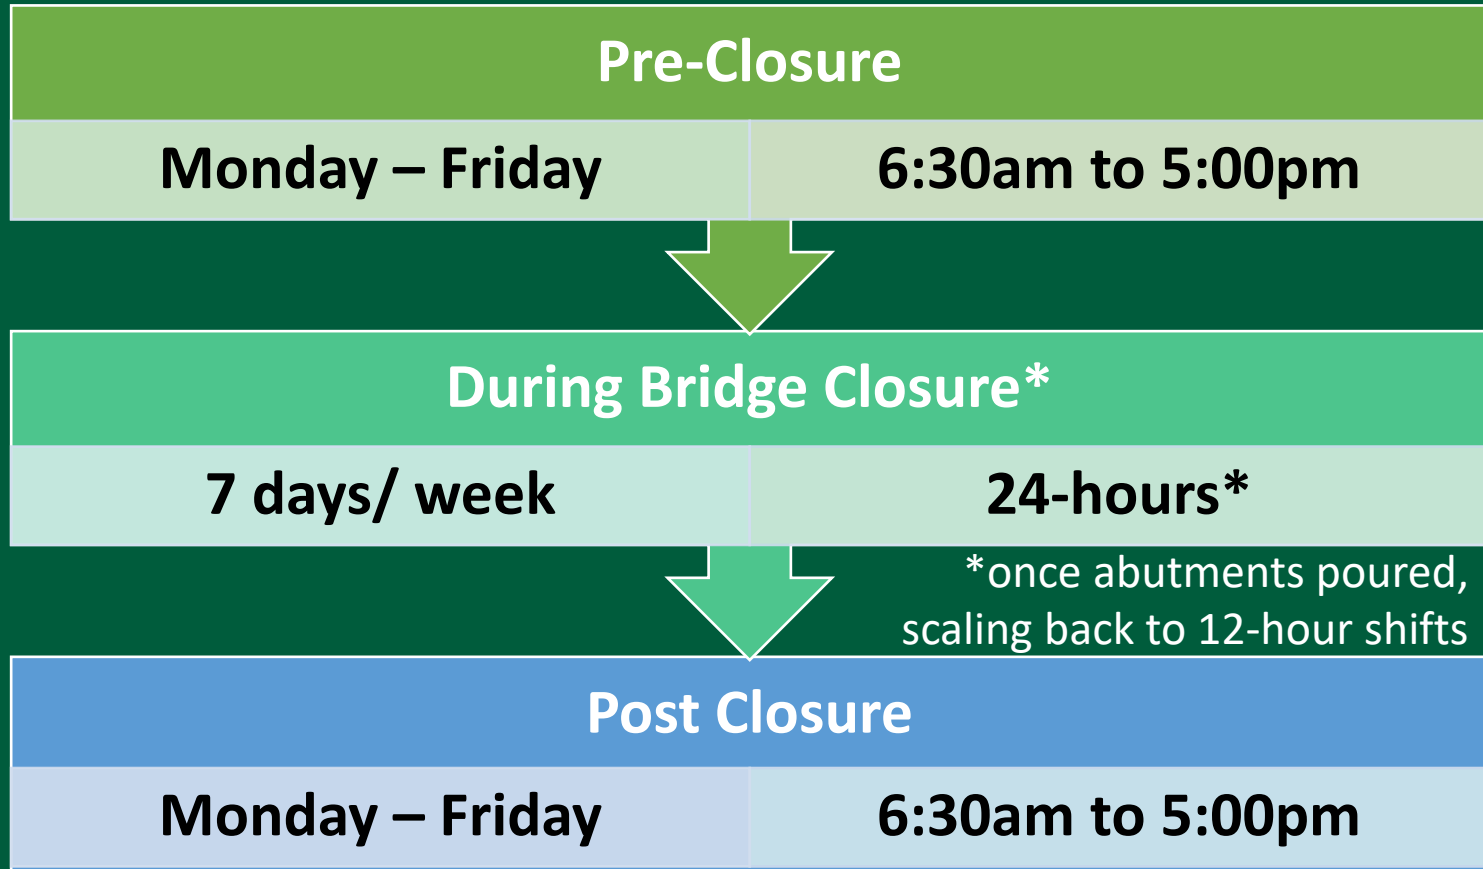 Pre-Closure
Monday – Friday
6:30am to 5:00pm
During Bridge Closure*
7 days/ week
24-hours*
*once abutments poured,
scaling back to 12-hour shifts
Post Closure
Monday – Friday
6:30am to 5:00pm